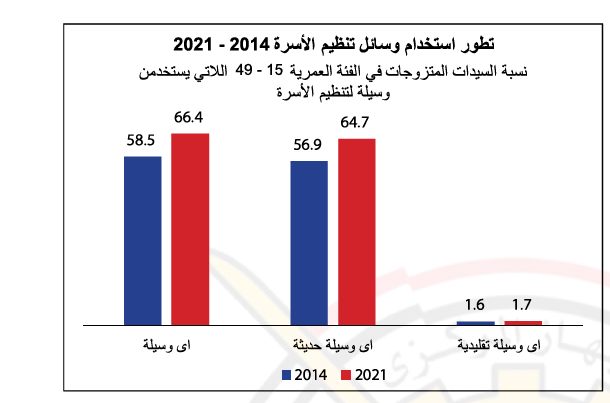 تطور استخدام وسائل تنظيم الأسرة 2014 - 2021
نسبة السيدات المتزوجات في الفئة العمرية 15 - 49 اللاتي يستخدمن
وسيلة لتنظيم الأسرة
58.5 66.4 56.9 64.7 1.6 1.7
اى وسيلة اى وسيلة حديثة اى وسيلة تقليدية
2014 2021